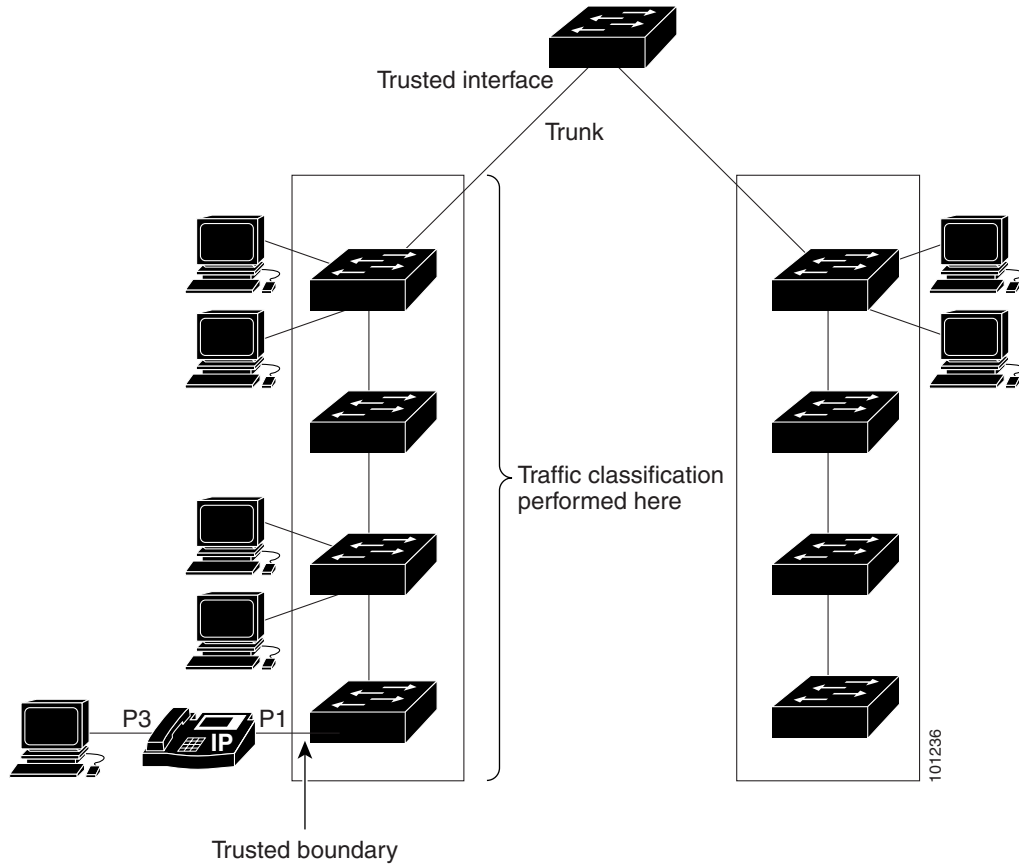 Trusted interface
Trunk
Traffic classification
performed here
P3
IP
P1
Trusted boundary
101236